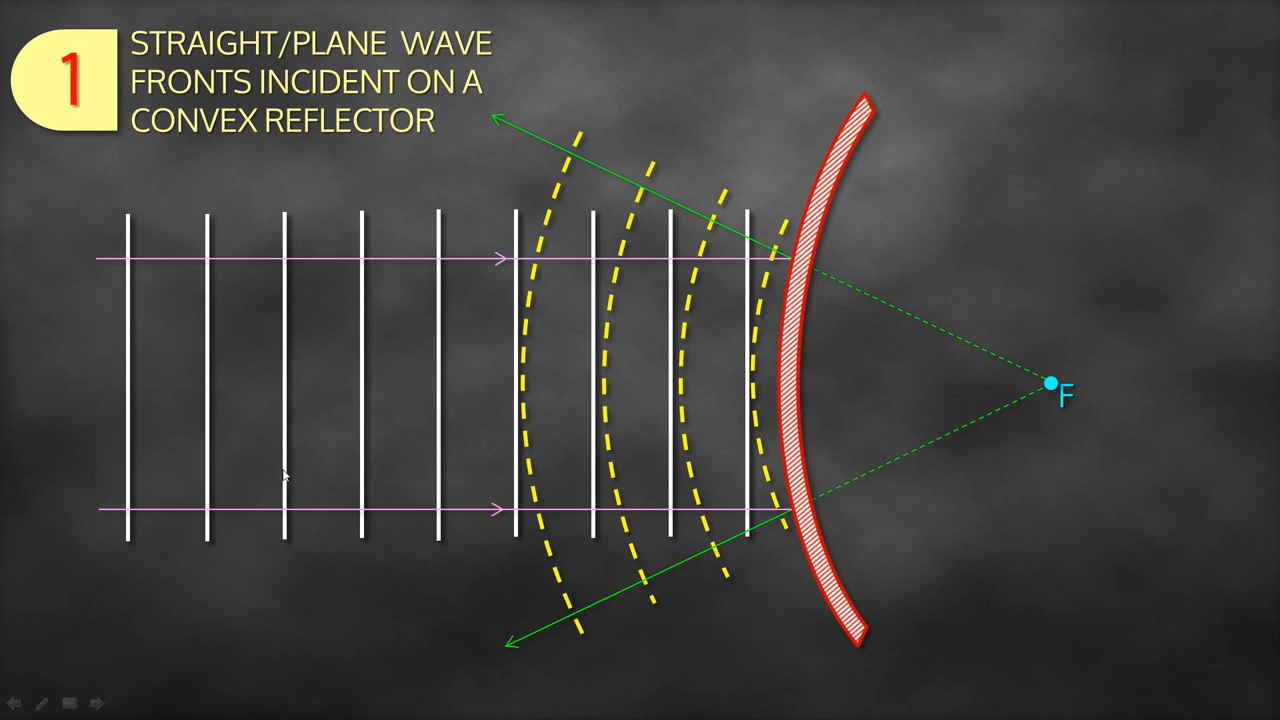 1
STRAIGHT/PLANE WAVE
FRONTS INCIDENT ON A
CONVEX REFLECTOR
F